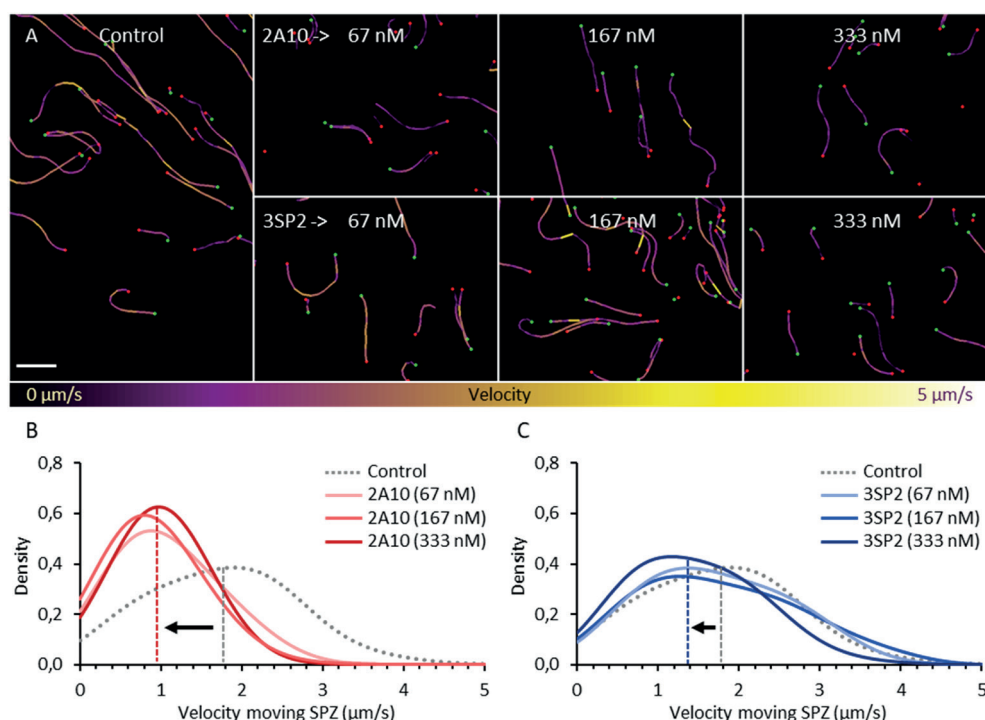 A Control 2A10 -> 67 nM 167 nM 333 nM
3SP2 -> 67 nM 167 nM 333 nM
0 µm/s Velocity 5 µm/s
B
0,8
0,6
0,4
0,2
0,0
Density
0 1 2 3 4 5
Velocity moving SPZ (µm/s)
Control
2A10 (67 nM)
2A10 (167 nM)
2A10 (333 nM)
C
0,8
0,6
0,4
0,2
0,0
Density
0 1 2 3 4 5
Velocity moving SPZ (µm/s)
Control
3SP2 (67 nM)
3SP2 (167 nM)
3SP2 (333 nM)